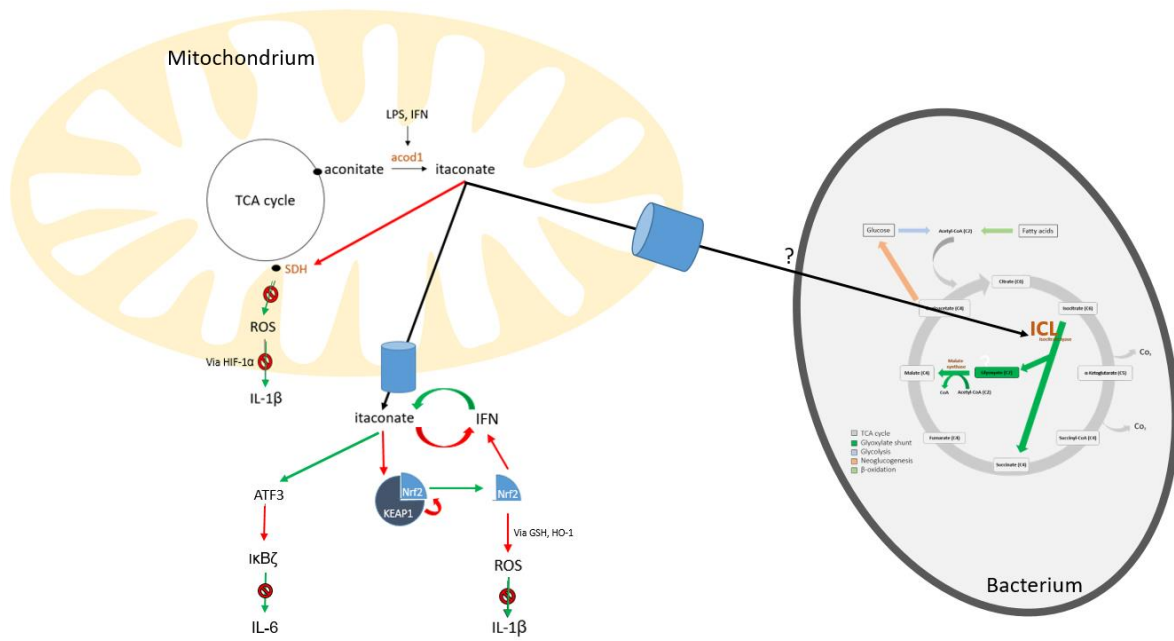 Mitochondrium
LPS, IFN
acod1
aconitate
itaconate
TCA cycle
SDH
ROS
Via HIF-1α
IL-1β
itaconate
IFN
ATF3
Nrf2
KEAP1
Nrf2
IκBζ
Via GSH, HO-1
ROS
IL-6
IL-1β
?
Glucose
Acetyl-CoA (C2)
Fatty acids
Citrate (C6)
Isocitrate (C6)
ICL
Co₂
Malate
synthase
Malate (C4)
α-Ketoglutarate (C5)
CoA
Acetyl-CoA (C2)
?
Co₂
Fumarate (C4)
Succinyl-CoA (C4)
Succinate (C4)
TCA cycle
Glyoxylate shunt
Glycolysis
Neoglucogenesis
β-oxidation
Bacterium